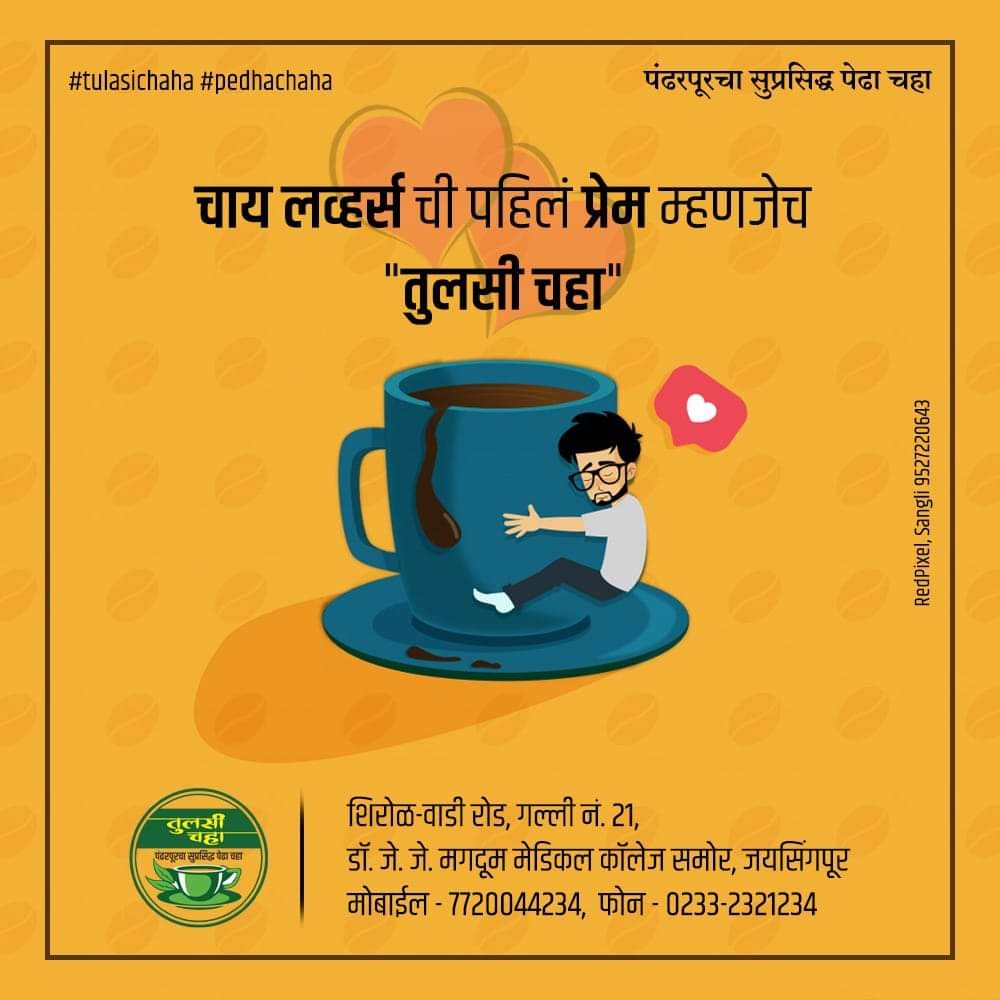 #tulasichaha #pedhachaha
पंढरपूरचा सुप्रसिद्ध पेढा चहा
चाय लव्हर्स ची पहिलं प्रेम म्हणजेच
"तुलसी चहा"
RedPixel, Sangli 9527220643
तुलसी
चहा
पंढरपूरचा सुप्रसिद्ध पेढा चहा
शिरोळ-वाडी रोड, गल्ली नं. 21,
डॉ. जे. जे. मगदूम मेडिकल कॉलेज समोर, जयसिंगपूर
मोबाईल - 7720044234, फोन - 0233-2321234